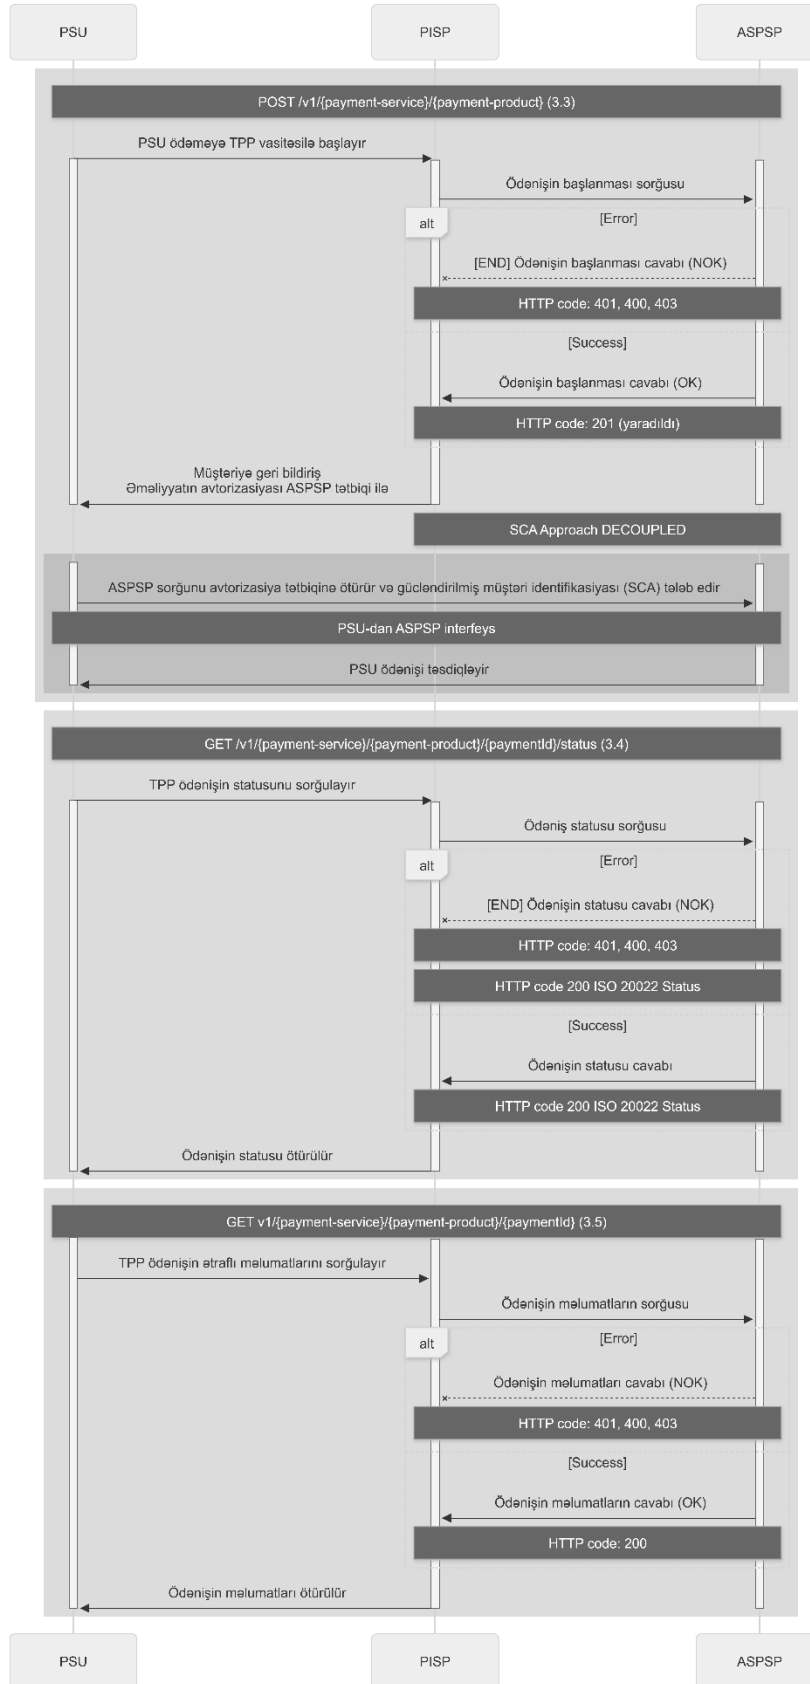 PSU PISP ASPSP
POST /v1/{payment-service}/{payment-product} (3.3)
PSU ödəməyə TPP vasitəsilə başlayır
Ödənişin başlanması sorğusu
alt [Error]
[END] Ödənişin başlanması cavabı (NOK)
HTTP code: 401, 400, 403
[Success]
Ödənişin başlanması cavabı (OK)
HTTP code: 201 (yaradıldı)
Müştəriyə geri bildiriş
Əməliyyatın avtorizasiyası ASPSP tətbiqi ilə
SCA Approach DECOUPLED
ASPSP sorğunu avtorizasiya tətbiqinə ötürür və gücləndirilmiş müştəri identifikasiyası (SCA) tələb edir
PSU-dan ASPSP interfeys
PSU ödənişi təsdiqləyir
GET /v1/{payment-service}/{payment-product}/{paymentId}/status (3.4)
TPP ödənişin statusunu sorğulayır
Ödəniş statusu sorğusu
alt [Error]
[END] Ödənişin statusu cavabı (NOK)
HTTP code: 401, 400, 403
HTTP code 200 ISO 20022 Status
[Success]
Ödənişin statusu cavabı
HTTP code 200 ISO 20022 Status
Ödənişin statusu ötürülür
GET v1/{payment-service}/{payment-product}/{paymentId} (3.5)
TPP ödənişin ətraflı məlumatlarını sorğulayır
Ödənişin məlumatların sorğusu
alt [Error]
Ödənişin məlumatları cavabı (NOK)
HTTP code: 401, 400, 403
[Success]
Ödənişin məlumatların cavabı (OK)
HTTP code: 200
Ödənişin məlumatları ötürülür
PSU PISP ASPSP